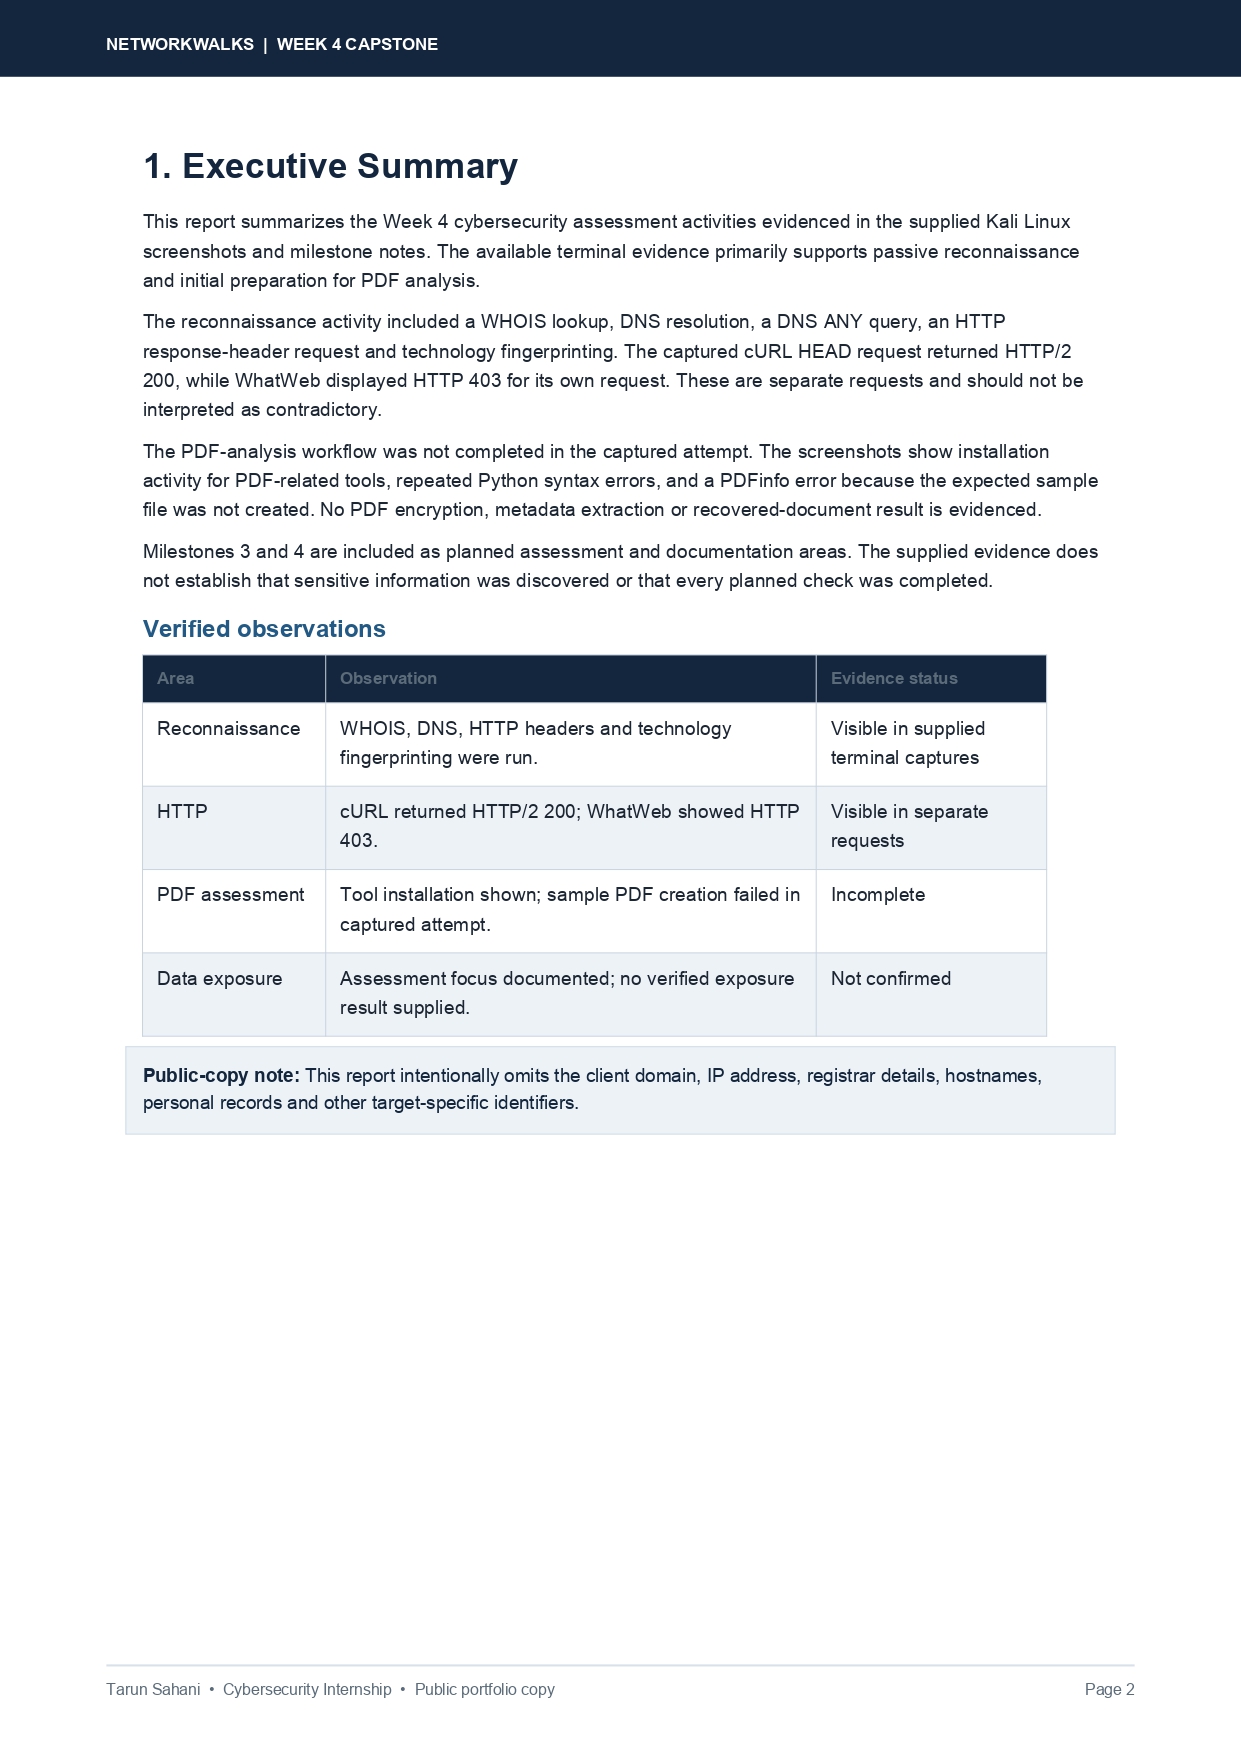 NETWORKWALKS | WEEK 4 CAPSTONE
1. Executive Summary
This report summarizes the Week 4 cybersecurity assessment activities evidenced in the supplied Kali Linux
screenshots and milestone notes. The available terminal evidence primarily supports passive reconnaissance
and initial preparation for PDF analysis.
The reconnaissance activity included a WHOIS lookup, DNS resolution, a DNS ANY query, an HTTP
response-header request and technology fingerprinting. The captured cURL HEAD request returned HTTP/2
200, while WhatWeb displayed HTTP 403 for its own request. These are separate requests and should not be
interpreted as contradictory.
The PDF-analysis workflow was not completed in the captured attempt. The screenshots show installation
activity for PDF-related tools, repeated Python syntax errors, and a PDFinfo error because the expected sample
file was not created. No PDF encryption, metadata extraction or recovered-document result is evidenced.
Milestones 3 and 4 are included as planned assessment and documentation areas. The supplied evidence does
not establish that sensitive information was discovered or that every planned check was completed.
Verified observations
Area Observation Evidence status
Reconnaissance WHOIS, DNS, HTTP headers and technology Visible in supplied
fingerprinting were run. terminal captures
HTTP cURL returned HTTP/2 200; WhatWeb showed HTTP Visible in separate
403. requests
PDF assessment Tool installation shown; sample PDF creation failed in Incomplete
captured attempt.
Data exposure Assessment focus documented; no verified exposure Not confirmed
result supplied.
Public-copy note: This report intentionally omits the client domain, IP address, registrar details, hostnames,
personal records and other target-specific identifiers.
Tarun Sahani • Cybersecurity Internship • Public portfolio copy Page 2